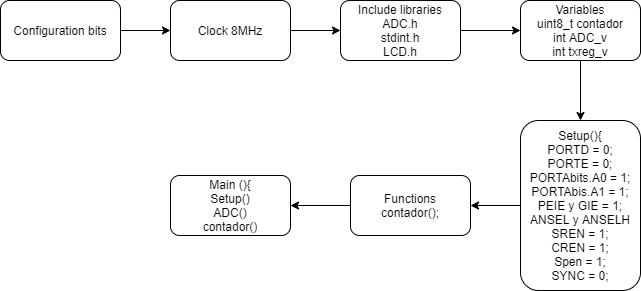 Configuration bits
Clock 8MHz
Include libraries
ADC.h
stdint.h
LCD.h
Variables
uint8_t contador
int ADC_v
int txreg_v
Setup(){
PORTD = 0;
PORTE = 0;
PORTAbits.A0 = 1;
PORTAbis.A1 = 1;
PEIE y GIE = 1;
ANSEL y ANSELH
SREN = 1;
CREN = 1;
Spen = 1;
SYNC = 0;
Functions
contador();
Main (){
Setup()
ADC()
contador()